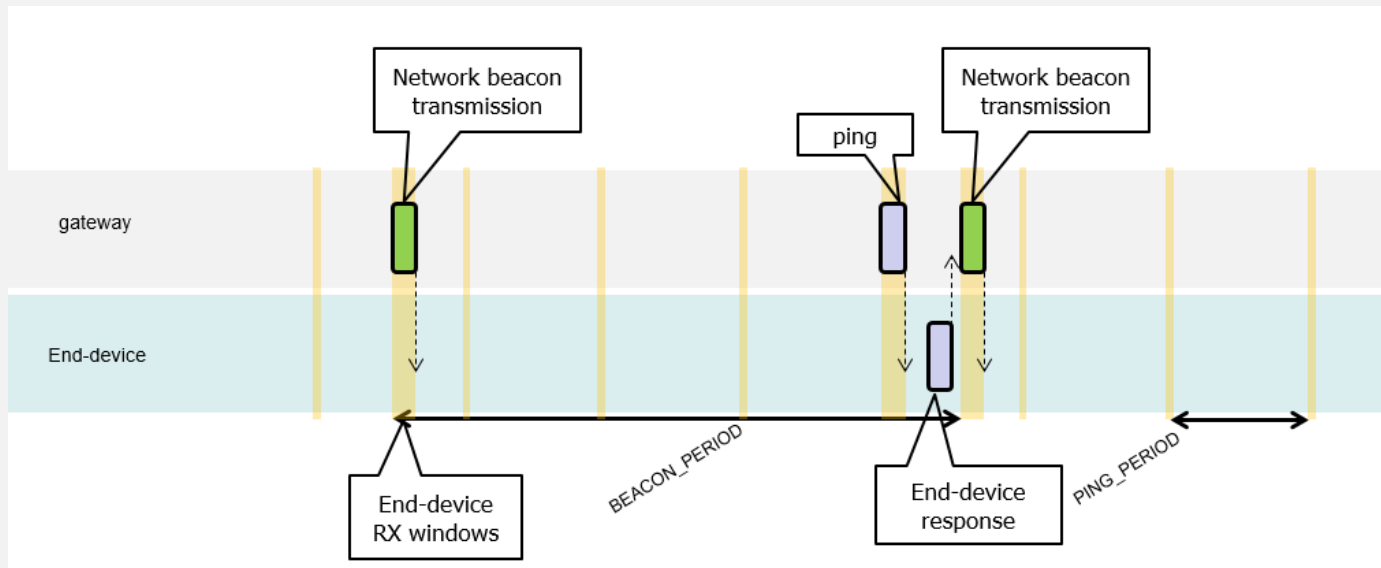 Network beacon
transmission
Network beacon
transmission
ping
gateway
End-device
BEACON_PERIOD
PING_PERIOD
End-device
RX windows
End-device
response